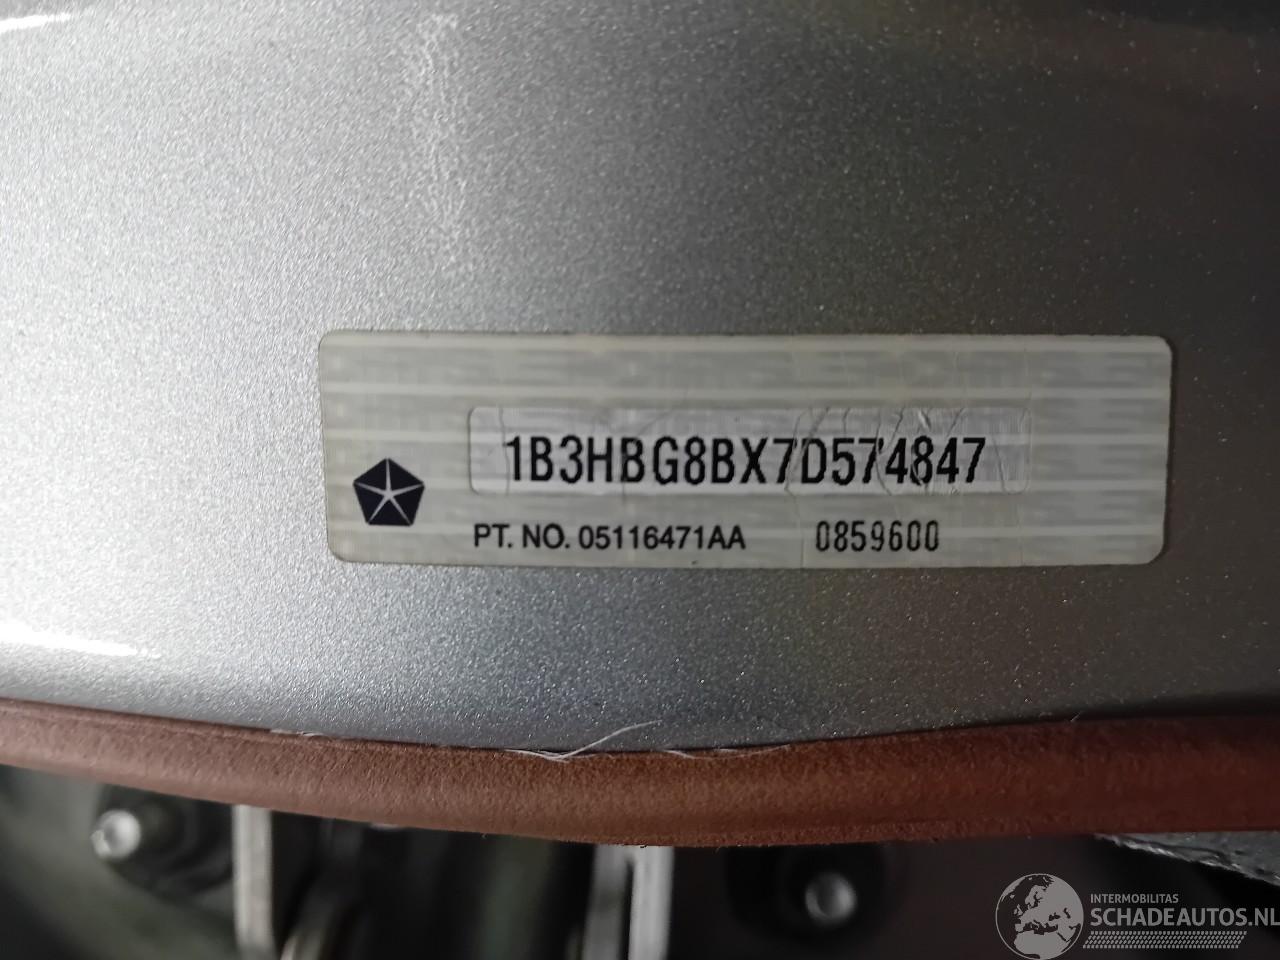 1B3HBG8BX7D574847
PT. NO. 05116471AA 0859600
INTERMOBILITAS
SCHADEAUTOS.NL